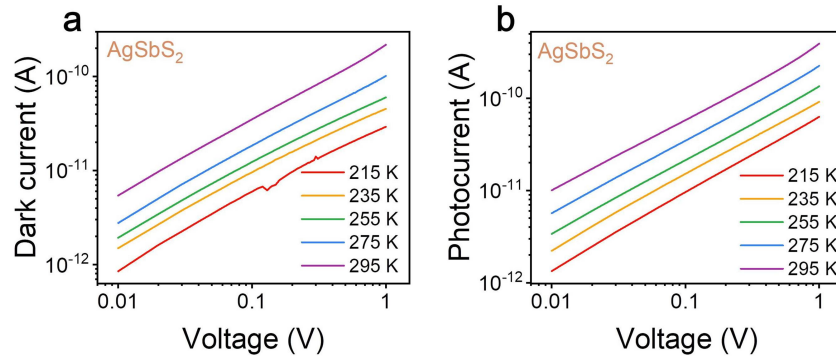 a
AgSbS₂
Dark current (A)
10⁻¹⁰
10⁻¹¹
10⁻¹²
215 K
235 K
255 K
275 K
295 K
0.01
0.1
1
Voltage (V)
b
AgSbS₂
Photocurrent (A)
10⁻¹⁰
10⁻¹¹
10⁻¹²
215 K
235 K
255 K
275 K
295 K
0.01
0.1
1
Voltage (V)